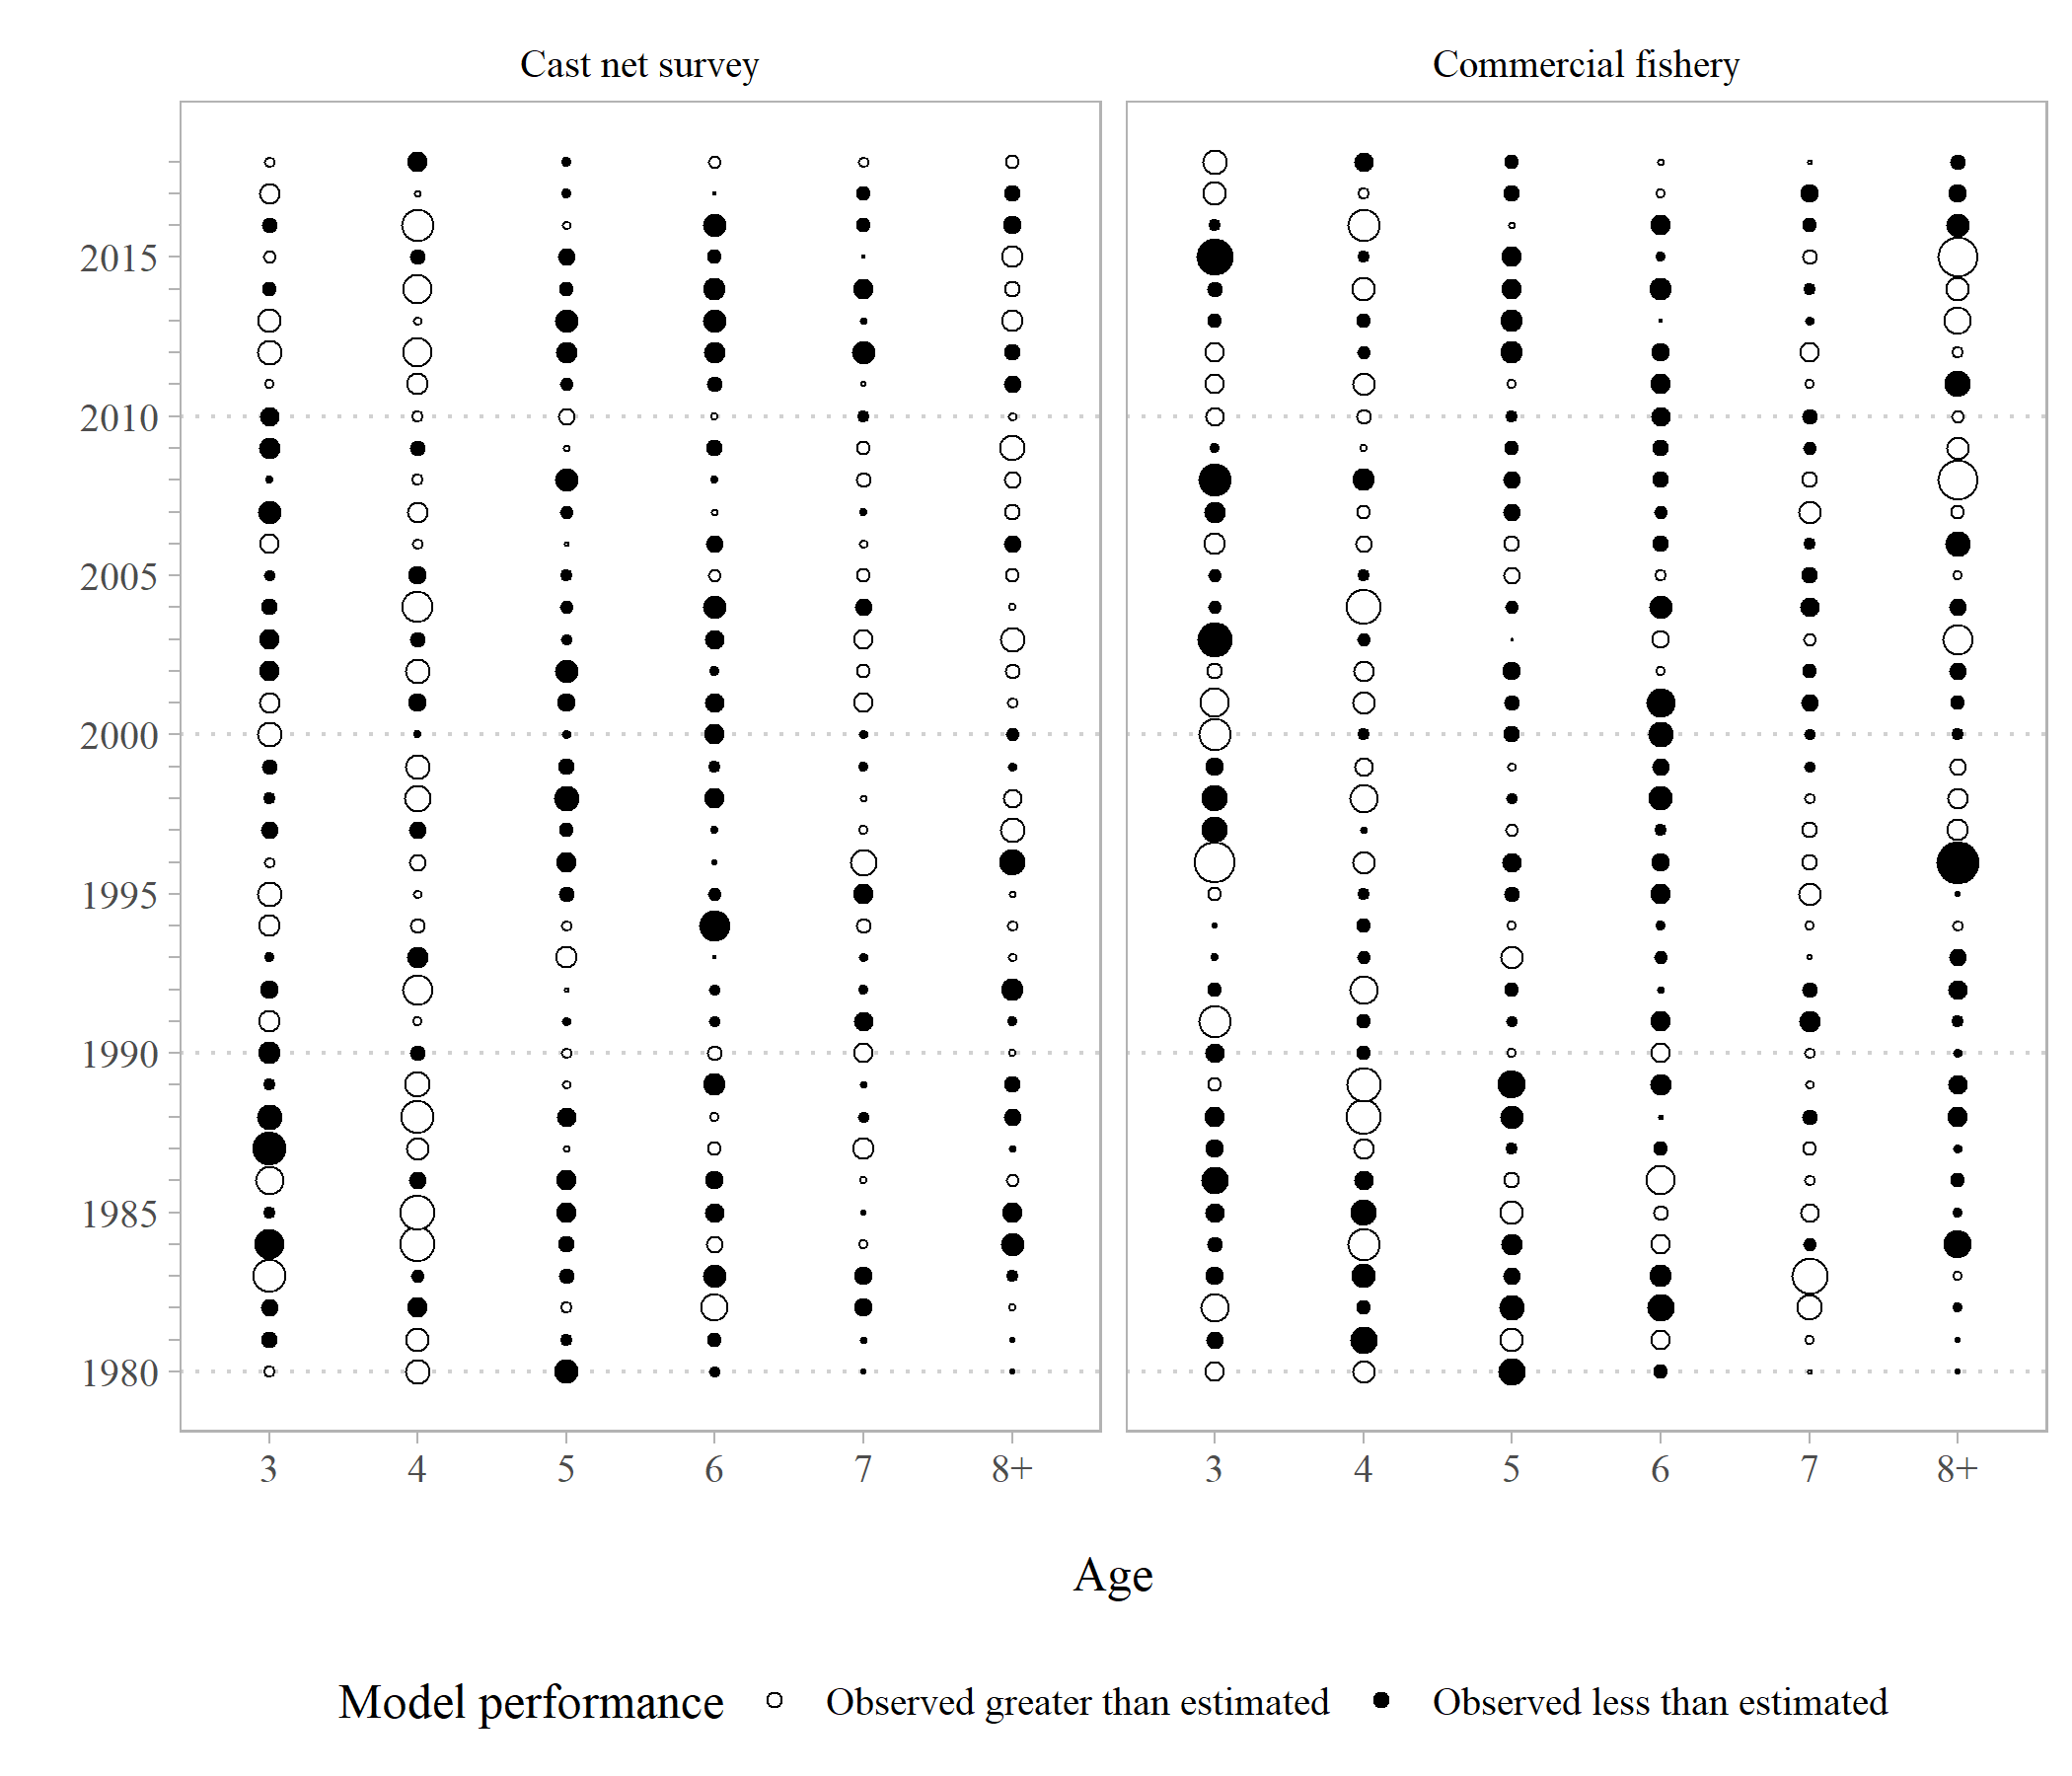 Cast net survey Commercial fishery
2015
2010
2005
2000
1995
1990
1985
1980
3 4 5 6 7 8+ 3 4 5 6 7 8+
Age
Model performance Observed greater than estimated Observed less than estimated